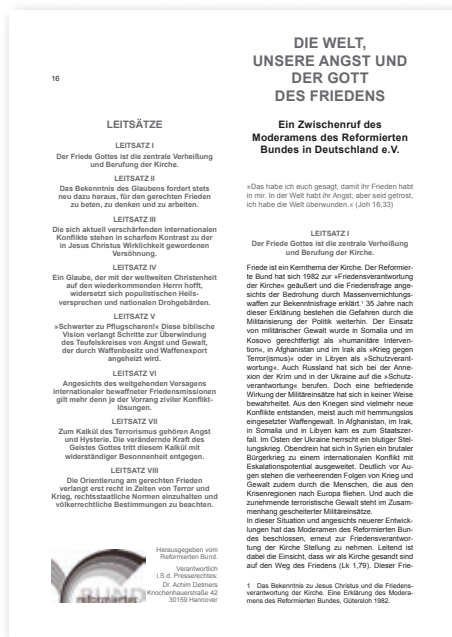 16
LEITSÄTZE
LEITSATZ I
Der Friede Gottes ist die zentrale Verheißung
und Berufung der Kirche.
LEITSATZ II
Das Bekenntnis des Glaubens fordert stets
neu dazu heraus, für den gerechten Frieden
zu beten, zu denken und zu arbeiten.
LEITSATZ III
Die sich aktuell verschärfenden internationalen
Konflikte stehen in scharfem Kontrast zu der
in Jesus Christus Wirklichkeit gewordenen
Versöhnung.
LEITSATZ IV
Ein Glaube, der mit der weltweiten Christenheit
auf den wiederkommenden Herrn hofft,
widersetzt sich populistischen Heils-
versprechen und nationalen Drohgebärden.
LEITSATZ V
»Schwerter zu Pflugscharen!« Diese biblische
Vision verlangt Schritte zur Überwindung
des Teufelskreises von Angst und Gewalt,
der durch Waffenbesitz und Waffenexport
angeheizt wird.
LEITSATZ VI
Angesichts des weitgehenden Versagens
internationaler bewaffneter Friedensmissionen
gilt mehr denn je der Vorrang ziviler Konflikt-
lösungen.
LEITSATZ VII
Zum Kalkül des Terrorismus gehören Angst
und Hysterie. Die verändernde Kraft des
Geistes Gottes tritt diesem Kalkül mit
widerständiger Besonnenheit entgegen.
LEITSATZ VIII
Die Orientierung am gerechten Frieden
verlangt erst recht in Zeiten von Terror und
Krieg, rechtsstaatliche Normen einzuhalten und
völkerrechtliche Bestimmungen zu beachten.
Herausgegeben vom
Reformierten Bund.
Verantwortlich
i.S.d. Presserechtes:
Dr. Achim Detmers
Knochenhauerstraße 42
30159 Hannover
BUND
reformierter
DIE WELT,
UNSERE ANGST UND
DER GOTT
DES FRIEDENS
Ein Zwischenruf des
Moderamens des Reformierten
Bundes in Deutschland e.V.
»Das habe ich euch gesagt, damit ihr Frieden habt
in mir. In der Welt habt ihr Angst; aber seid getrost,
ich habe die Welt überwunden.« (Joh 16,33)
LEITSATZ I
Der Friede Gottes ist die zentrale Verheißung
und Berufung der Kirche.
Friede ist ein Kernthema der Kirche. Der Reformier-
te Bund hat sich 1982 zur »Friedensverantwortung
der Kirche« geäußert und die Friedensfrage ange-
sichts der Bedrohung durch Massenvernichtungs-
waffen zur Bekenntnisfrage erklärt.¹ 35 Jahre nach
dieser Erklärung bestehen die Gefahren durch die
Militarisierung der Politik weiterhin. Der Einsatz
von militärischer Gewalt wurde in Somalia und im
Kosovo gerechtfertigt als »humanitäre Interven-
tion«, in Afghanistan und im Irak als »Krieg gegen
Terror(ismus)« oder in Libyen als »Schutzverant-
wortung«. Auch Russland hat sich bei der Anne-
xion der Krim und in der Ukraine auf die »Schutz-
verantwortung« berufen. Doch eine befriedende
Wirkung der Militäreinsätze hat sich in keiner Weise
bewahrheitet. Aus den Kriegen sind vielmehr neue
Konflikte entstanden, meist auch mit hemmungslos
eingesetzter Waffengewalt. In Afghanistan, im Irak,
in Somalia und in Libyen kam es zum Staatszer-
fall. Im Osten der Ukraine herrscht ein blutiger Stel-
lungskrieg. Obendrein hat sich in Syrien ein brutaler
Bürgerkrieg zu einem internationalen Konflikt mit
Eskalationspotential ausgeweitet. Deutlich vor Au-
gen stehen die verheerenden Folgen von Krieg und
Gewalt zudem durch die Menschen, die aus den
Krisenregionen nach Europa fliehen. Und auch die
zunehmende terroristische Gewalt steht im Zusam-
menhang gescheiterter Militäreinsätze.
In dieser Situation und angesichts neuerer Entwick-
lungen hat das Moderamen des Reformierten Bun-
des beschlossen, erneut zur Friedensverantwor-
tung der Kirche Stellung zu nehmen. Leitend ist
dabei die Einsicht, dass wir als Kirche gesandt sind
auf den Weg des Friedens (Lk 1,79). Dieser Frie-
1 Das Bekenntnis zu Jesus Christus und die Friedens-
verantwortung der Kirche. Eine Erklärung des Modera-
mens des Reformierten Bundes, Gütersloh 1982.